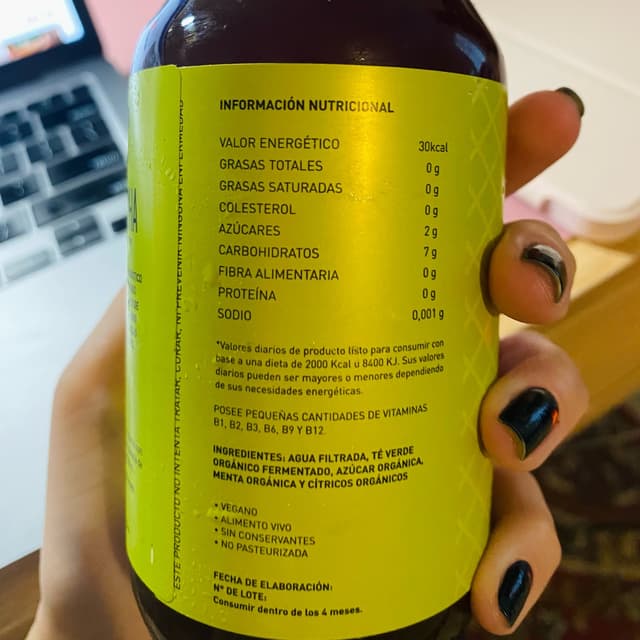 INFORMACIÓN NUTRICIONAL
VALOR ENERGÉTICO 30kcal
GRASAS TOTALES 0 g
GRASAS SATURADAS 0 g
COLESTEROL 0 g
AZÚCARES 2 g
CARBOHIDRATOS 7 g
FIBRA ALIMENTARIA 0 g
PROTEÍNA 0 g
SODIO 0,001 g
*Valores diarios de producto listo para consumir con
base a una dieta de 2000 Kcal u 8400 KJ. Sus valores
diarios pueden ser mayores o menores dependiendo
de sus necesidades energéticas.
POSEE PEQUEÑAS CANTIDADES DE VITAMINAS
B1, B2, B3, B6, B9 Y B12.
INGREDIENTES: AGUA FILTRADA, TÉ VERDE
ORGÁNICO FERMENTADO, AZÚCAR ORGÁNICA,
MENTA ORGÁNICA Y CÍTRICOS ORGÁNICOS
• VEGANO
• ALIMENTO VIVO
• SIN CONSERVANTES
• NO PASTEURIZADA
FECHA DE ELABORACIÓN:
N° DE LOTE:
Consumir dentro de los 4 meses.
ESTE PRODUCTO NO INTENTA TRATAR, CURAR, NI PREVENIR NINGUNA ENFERMEDAD